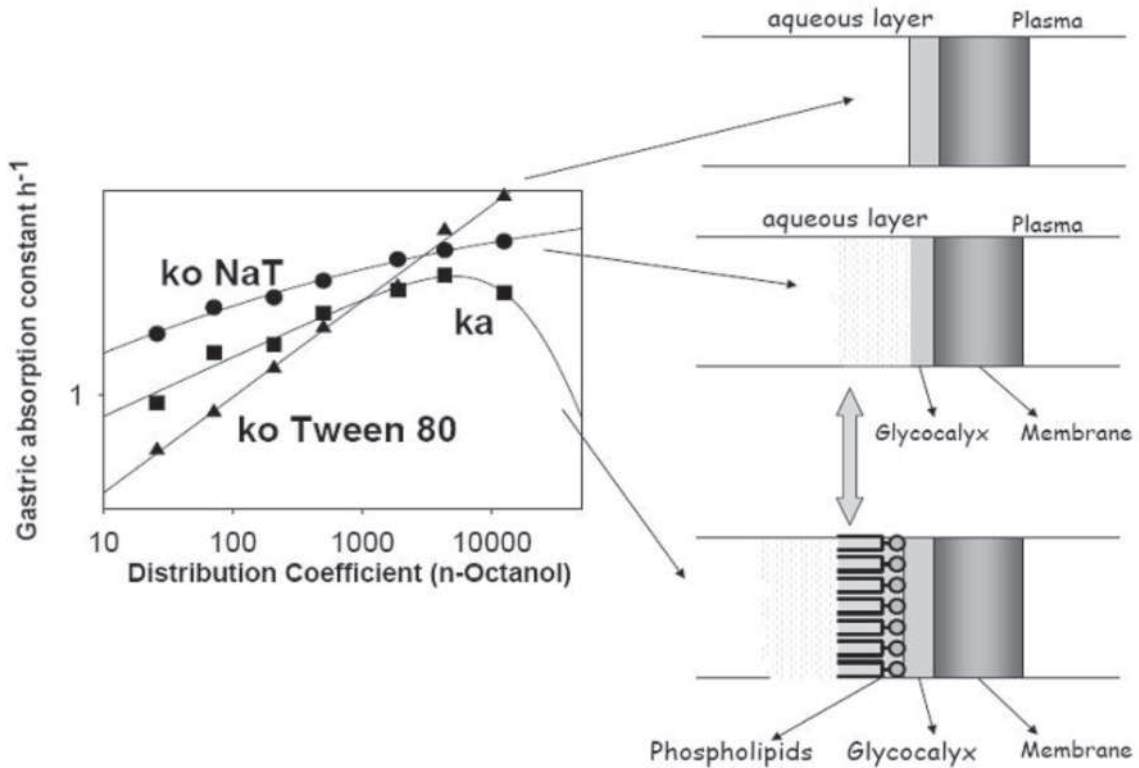 aqueous layer Plasma
Gastric absorption constant h-1
ko NaT
ka
1
ko Tween 80
10 100 1000 10000
Distribution Coefficient (n-Octanol)
aqueous layer Plasma
Glycocalyx Membrane
Phospholipids Glycocalyx Membrane